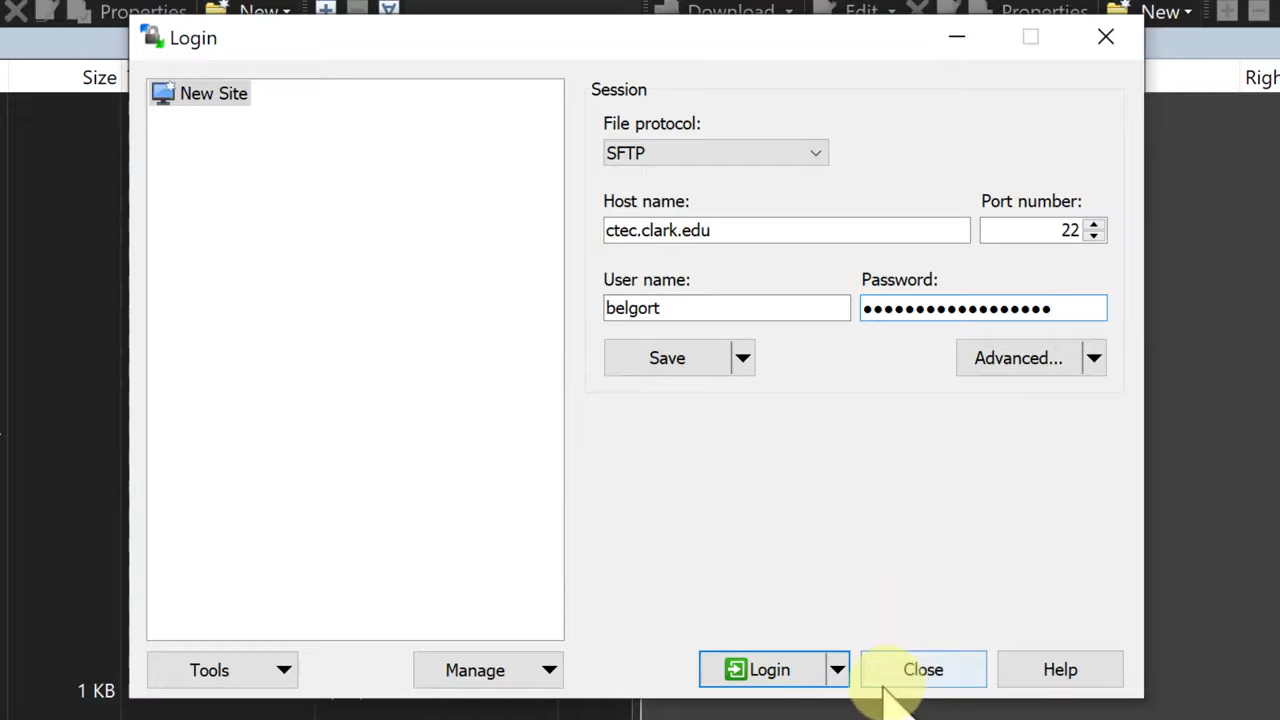 Properties New Download Edit Properties New
Login
Size Righ
New Site
Session
File protocol:
SFTP
Host name: Port number:
ctec.clark.edu 22
User name: Password:
belgort ●●●●●●●●●●●●●●●●●●
Save Advanced...
1 KB Tools Manage Login Close Help